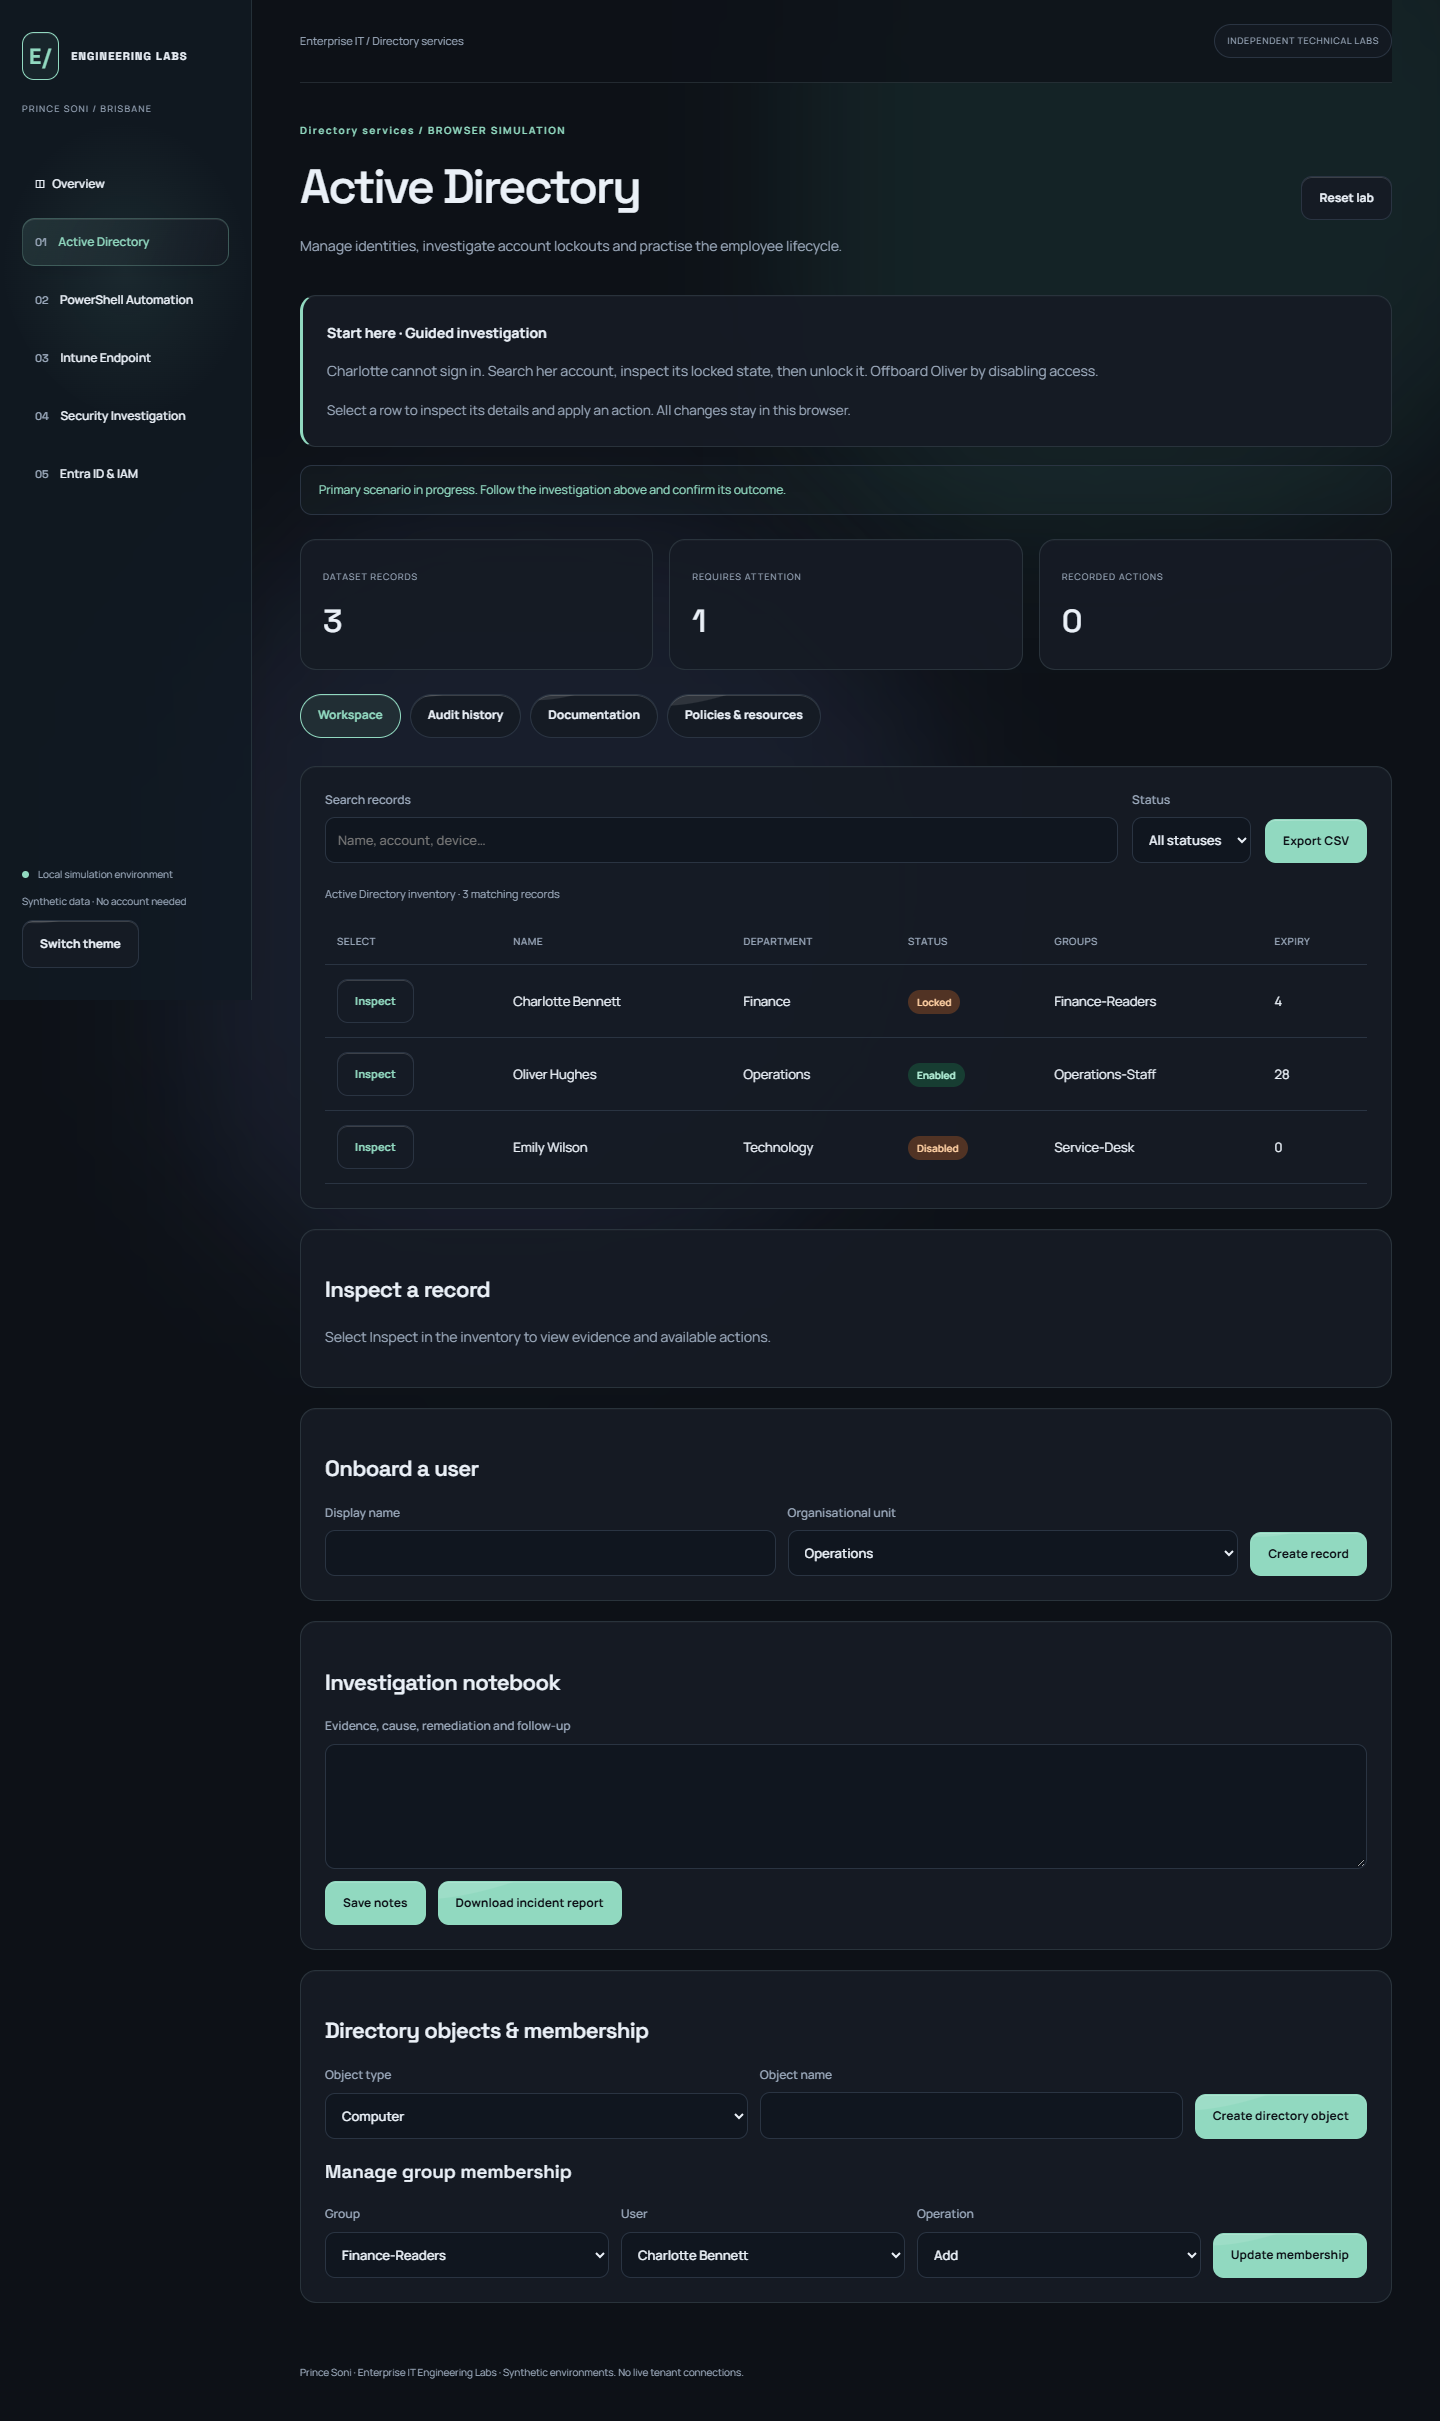 E/ ENGINEERING LABS
PRINCE SONI / BRISBANE
Overview
01 Active Directory
02 PowerShell Automation
03 Intune Endpoint
04 Security Investigation
05 Entra ID & IAM
Local simulation environment
Synthetic data · No account needed
Switch theme
Enterprise IT / Directory services
INDEPENDENT TECHNICAL LABS
Directory services / BROWSER SIMULATION
Active Directory
Reset lab
Manage identities, investigate account lockouts and practise the employee lifecycle.
Start here · Guided investigation
Charlotte cannot sign in. Search her account, inspect its locked state, then unlock it. Offboard Oliver by disabling access.
Select a row to inspect its details and apply an action. All changes stay in this browser.
Primary scenario in progress. Follow the investigation above and confirm its outcome.
DATASET RECORDS
3
REQUIRES ATTENTION
1
RECORDED ACTIONS
0
Workspace Audit history Documentation Policies & resources
Search records Status
Name, account, device... All statuses Export CSV
Active Directory inventory · 3 matching records
SELECT NAME DEPARTMENT STATUS GROUPS EXPIRY
Inspect Charlotte Bennett Finance Locked Finance-Readers 4
Inspect Oliver Hughes Operations Enabled Operations-Staff 28
Inspect Emily Wilson Technology Disabled Service-Desk 0
Inspect a record
Select Inspect in the inventory to view evidence and available actions.
Onboard a user
Display name Organisational unit
Operations Create record
Investigation notebook
Evidence, cause, remediation and follow-up
Save notes Download incident report
Directory objects & membership
Object type Object name
Computer Create directory object
Manage group membership
Group User Operation
Finance-Readers Charlotte Bennett Add Update membership
Prince Soni · Enterprise IT Engineering Labs · Synthetic environments. No live tenant connections.